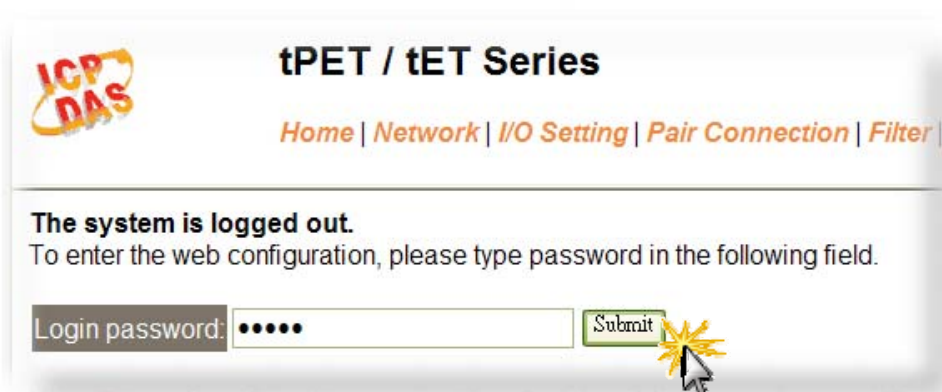 ICP
DAS
tPET / tET Series
Home | Network | I/O Setting | Pair Connection | Filter |
The system is logged out.
To enter the web configuration, please type password in the following field.
Login password: ••••• Submit